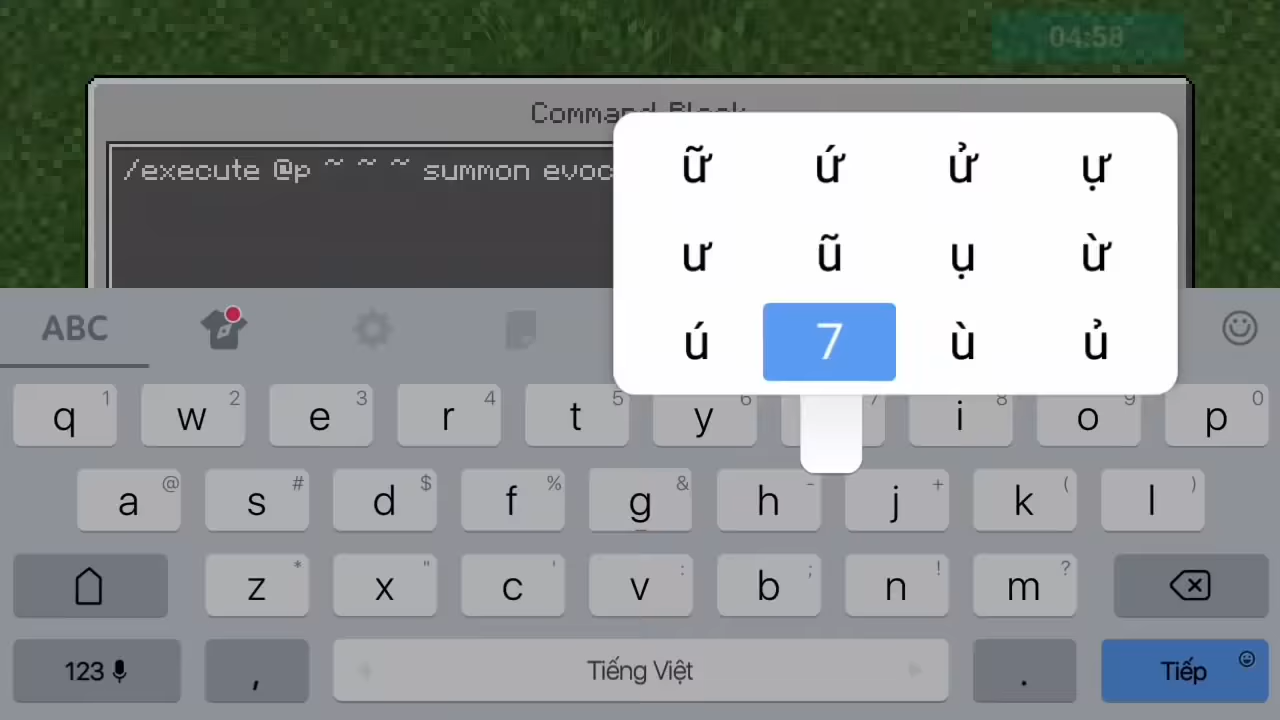 04:58
Command Block
/execute @p ~ ~ ~ summon evoc
ữ ứ ử ự
ư ũ ụ ừ
ú 7 ù ủ
ABC
q 1 w 2 e 3 r 4 t 5 y 6 7 i 8 o 9 p 0
a @ s # d $ f % g & h - j + k ( l )
z * x " c ' v : b ; n ! m ?
123 , Tiếng Việt . Tiếp